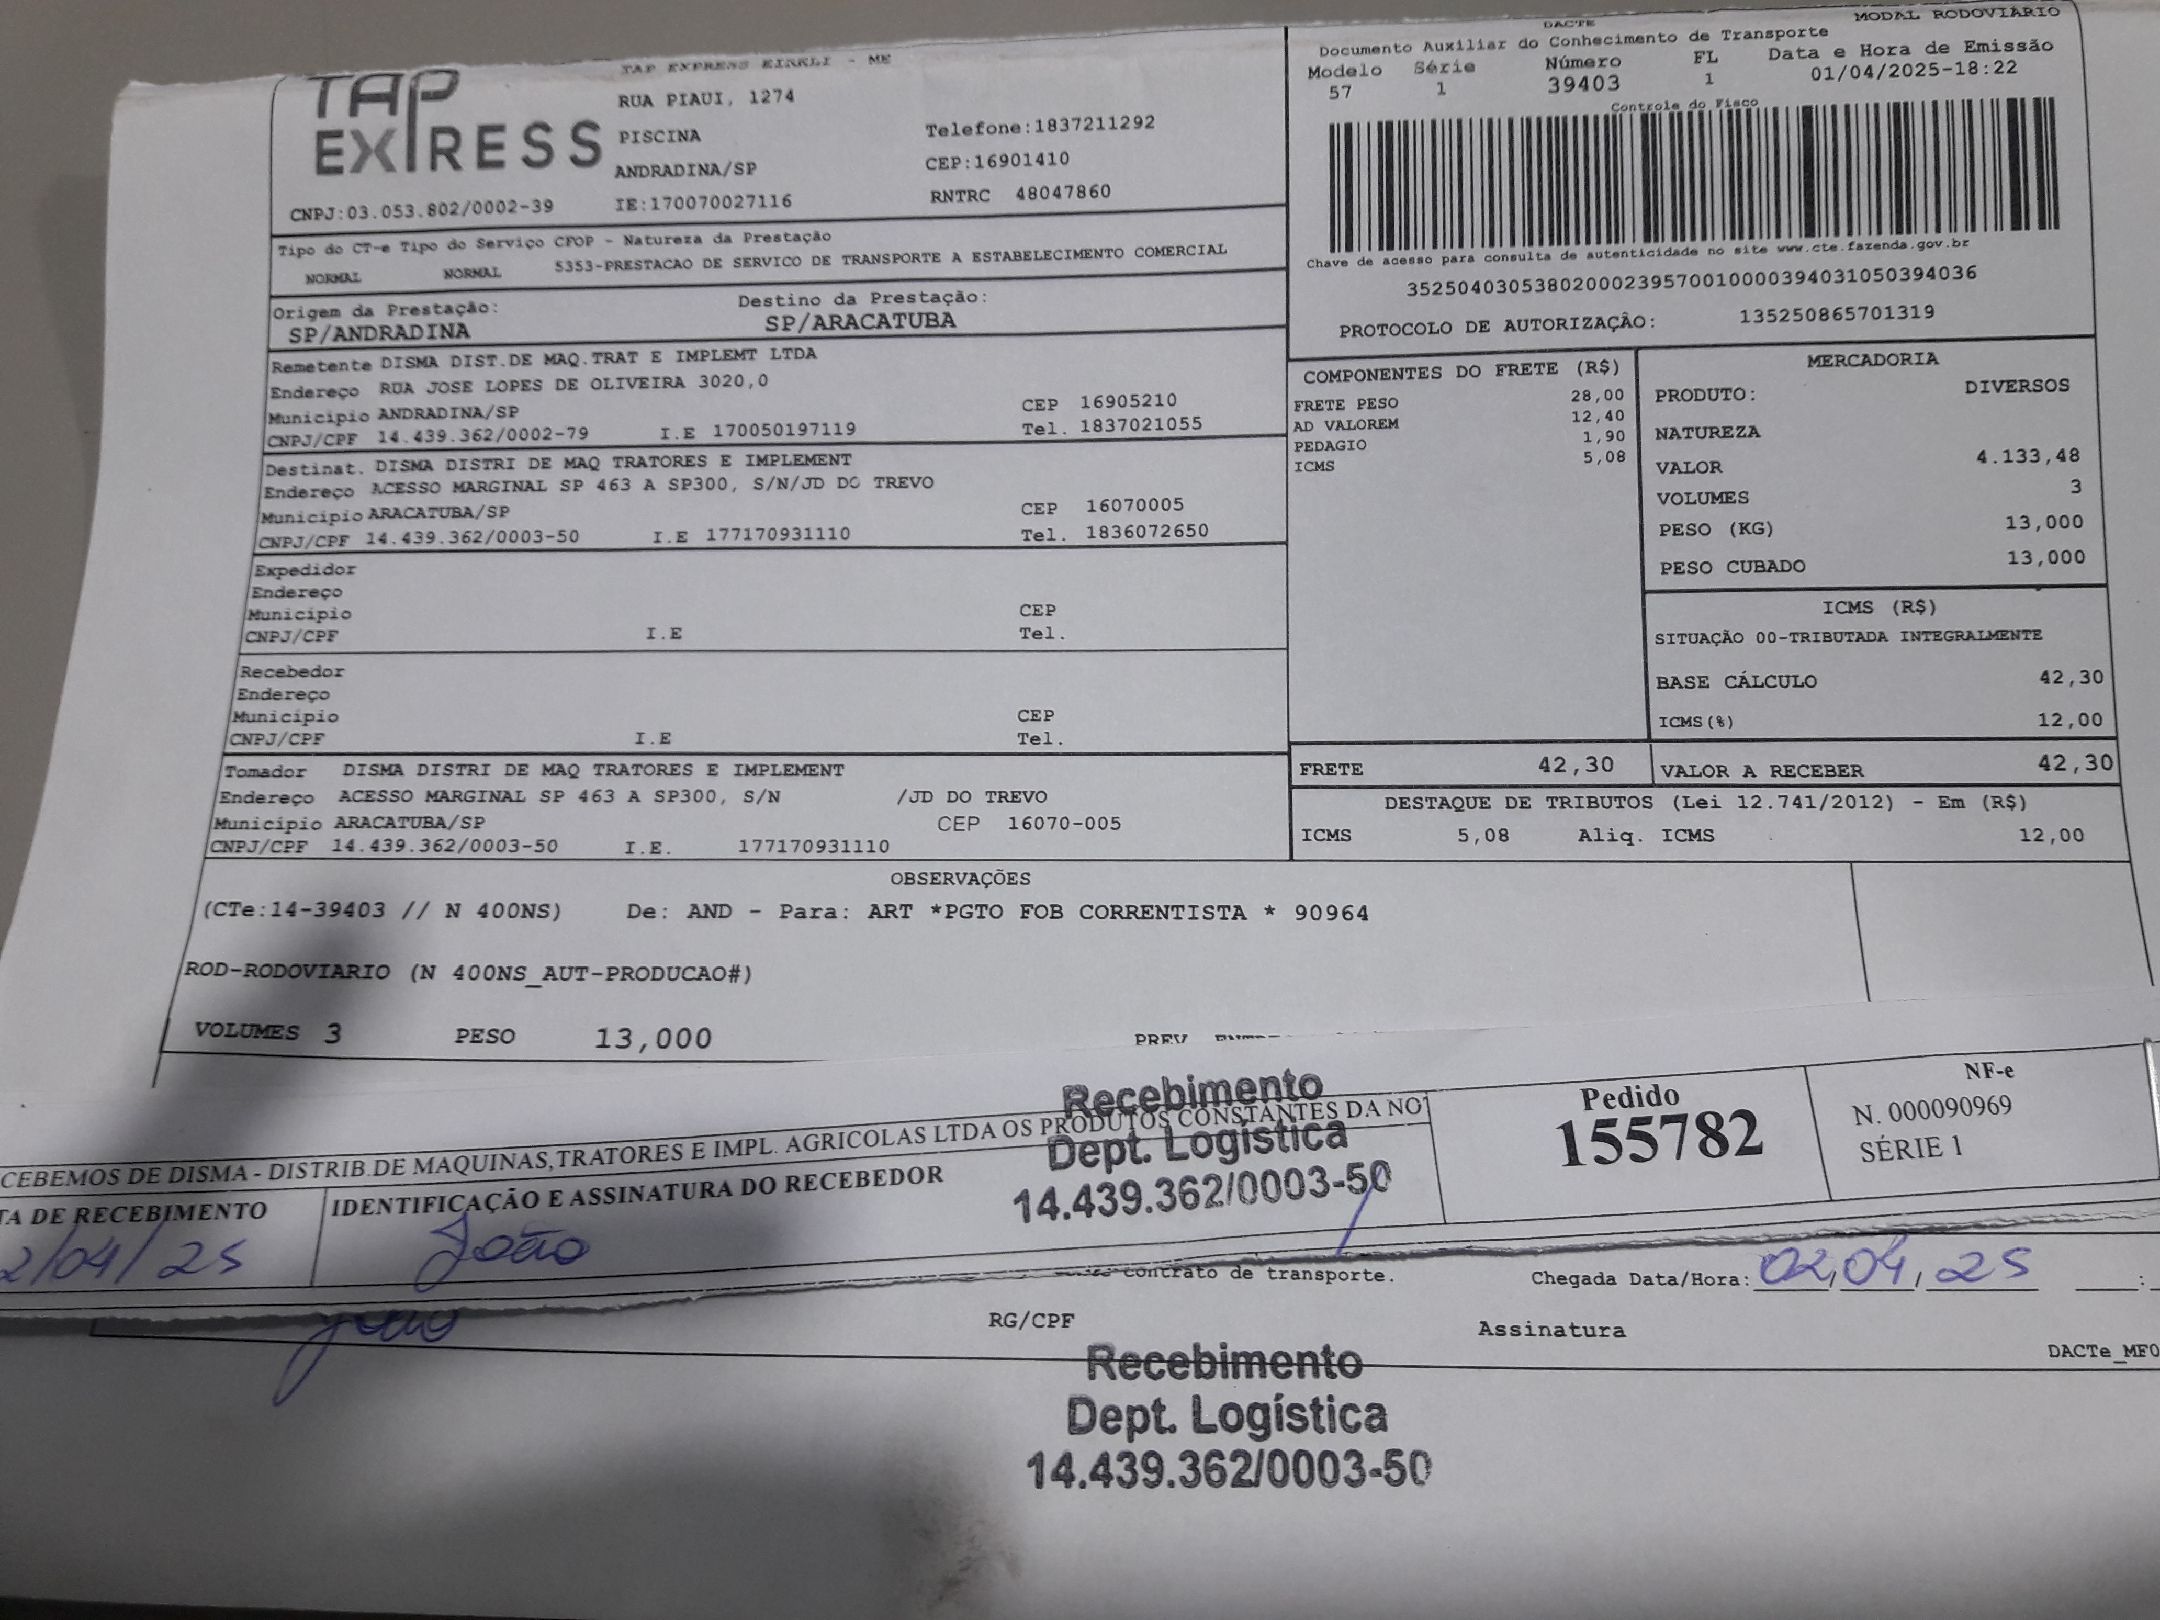 TAP EXPRESS
TAP EXPRESS EIRELI - ME
RUA PIAUI, 1274
PISCINA
Telefone:1837211292
ANDRADINA/SP
CEP:16901410
CNPJ:03.053.802/0002-39
IE:170070027116
RNTRC 48047860
DACTE
MODAL RODOVIÁRIO
Documento Auxiliar do Conhecimento de Transporte
Modelo Série Número FL Data e Hora de Emissão
57 1 39403 1 01/04/2025-18:22
Controle do Fisco
Chave de acesso para consulta de autenticidade no site www.cte.fazenda.gov.br
35250403053802000239570010000394031050394036
PROTOCOLO DE AUTORIZAÇÃO: 135250865701319
Tipo do CT-e Tipo do Serviço CFOP - Natureza da Prestação
NORMAL NORMAL 5353-PRESTACAO DE SERVICO DE TRANSPORTE A ESTABELECIMENTO COMERCIAL
Origem da Prestação: Destino da Prestação:
SP/ANDRADINA SP/ARACATUBA
Remetente DISMA DIST.DE MAQ.TRAT E IMPLEMT LTDA
Endereço RUA JOSE LOPES DE OLIVEIRA 3020,0
Município ANDRADINA/SP CEP 16905210
CNPJ/CPF 14.439.362/0002-79 I.E 170050197119 Tel. 1837021055
Destinat. DISMA DISTRI DE MAQ TRATORES E IMPLEMENT
Endereço ACESSO MARGINAL SP 463 A SP300, S/N/JD DO TREVO
Município ARACATUBA/SP CEP 16070005
CNPJ/CPF 14.439.362/0003-50 I.E 177170931110 Tel. 1836072650
Expedidor
Endereço
Município CEP
CNPJ/CPF I.E Tel.
Recebedor
Endereço
Município CEP
CNPJ/CPF I.E Tel.
Tomador DISMA DISTRI DE MAQ TRATORES E IMPLEMENT
Endereço ACESSO MARGINAL SP 463 A SP300, S/N /JD DO TREVO
Município ARACATUBA/SP CEP 16070-005
CNPJ/CPF 14.439.362/0003-50 I.E. 177170931110
COMPONENTES DO FRETE (R$)
FRETE PESO 28,00
AD VALOREM 12,40
PEDAGIO 1,90
ICMS 5,08
MERCADORIA
PRODUTO: DIVERSOS
NATUREZA
VALOR 4.133,48
VOLUMES 3
PESO (KG) 13,000
PESO CUBADO 13,000
ICMS (R$)
SITUAÇÃO 00-TRIBUTADA INTEGRALMENTE
BASE CÁLCULO 42,30
ICMS(%) 12,00
FRETE 42,30 VALOR A RECEBER 42,30
DESTAQUE DE TRIBUTOS (Lei 12.741/2012) - Em (R$)
ICMS 5,08 Aliq. ICMS 12,00
OBSERVAÇÕES
(CTe:14-39403 // N 400NS) De: AND - Para: ART *PGTO FOB CORRENTISTA * 90964
ROD-RODOVIARIO (N 400NS_AUT-PRODUCAO#)
VOLUMES 3 PESO 13,000 PREV
CEBEMOS DE DISMA - DISTRIB.DE MAQUINAS,TRATORES E IMPL. AGRICOLAS LTDA OS PRODUTOS CONSTANTES DA NO
TA DE RECEBIMENTO
IDENTIFICAÇÃO E ASSINATURA DO RECEBEDOR
2/04/25
João
Recebimento
Dept. Logística
14.439.362/0003-50
Pedido
155782
NF-e
N. 000090969
SÉRIE 1
contrato de transporte.
Chegada Data/Hora: 02,04,25 :
João
RG/CPF
Assinatura
DACTe_MF0
Recebimento
Dept. Logística
14.439.362/0003-50